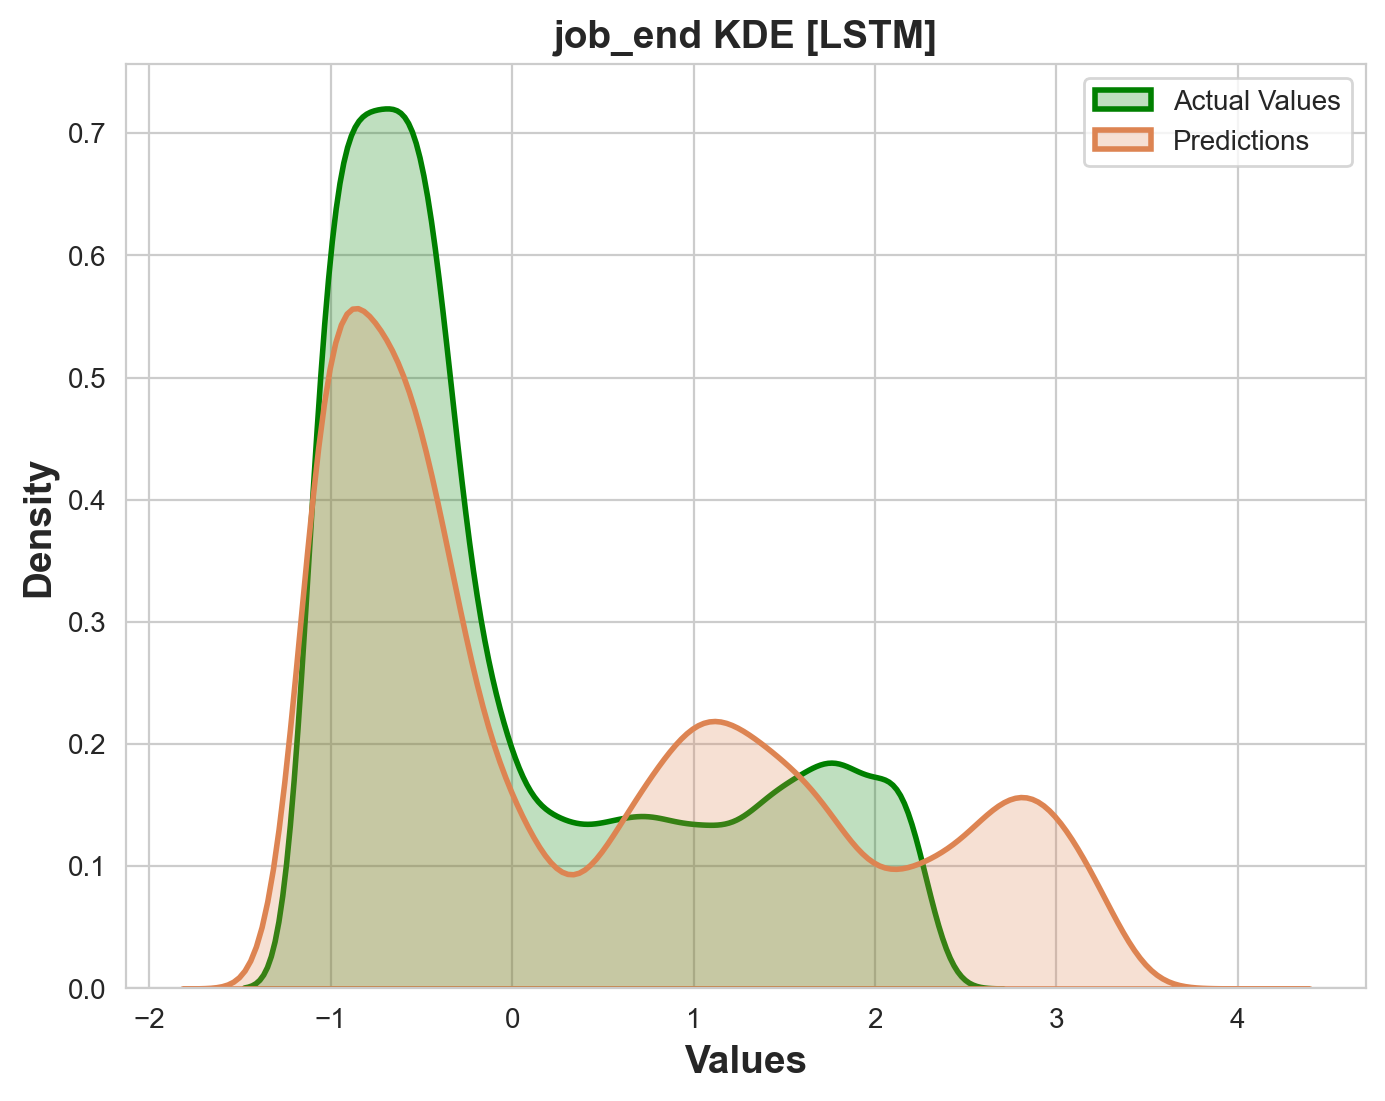 job_end KDE [LSTM]
Actual Values
Predictions
Density
0.7
0.6
0.5
0.4
0.3
0.2
0.1
0.0
−2 −1 0 1 2 3 4
Values